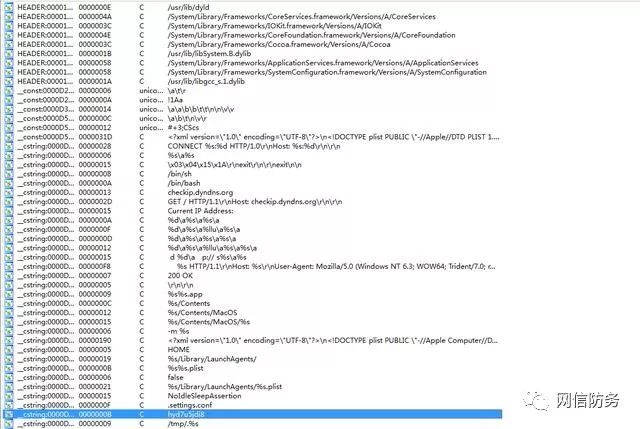 HEADER:00001... 0000000E C /usr/lib/dyld
HEADER:00001... 0000004A C /System/Library/Frameworks/CoreServices.framework/Versions/A/CoreServices
HEADER:00001... 0000003C C /System/Library/Frameworks/IOKit.framework/Versions/A/IOKit
HEADER:00001... 0000004E C /System/Library/Frameworks/CoreFoundation.framework/Versions/A/CoreFoundation
HEADER:00001... 0000003C C /System/Library/Frameworks/Cocoa.framework/Versions/A/Cocoa
HEADER:00001... 0000001B C /usr/lib/libSystem.B.dylib
HEADER:00001... 00000058 C /System/Library/Frameworks/ApplicationServices.framework/Versions/A/ApplicationServices
HEADER:00001... 00000058 C /System/Library/Frameworks/SystemConfiguration.framework/Versions/A/SystemConfiguration
HEADER:00001... 0000001A C /usr/lib/libgcc_s.1.dylib
__const:0000D2... 00000006 unico... \a\t\r
__const:0000D2... 0000000A unico... !1Aa
__const:0000D3... 00000014 unico... \a\a\b\b\t\t\n\n\v\v
__const:0000D5... 0000000C unico... \a\b\t\n\v\r
__const:0000D5... 00000012 unico... #+3;CScs
__const:0000D5... 0000031D C <?xml version=\"1.0\" encoding=\"UTF-8\"?>\n<!DOCTYPE plist PUBLIC \"-//Apple//DTD PLIST 1....
__cstring:0000D... 00000028 C CONNECT %s:%d HTTP/1.0\r\nHost: %s:%d\r\n\r\n
__cstring:0000D... 00000006 C %s\a%s
__cstring:0000D... 00000015 C \x03\x04\x15\x1A\r\nexit\r\n\r\nexit\n\n
__cstring:0000D... 00000008 C /bin/sh
__cstring:0000D... 0000000A C /bin/bash
__cstring:0000D... 00000013 C checkip.dyndns.org
__cstring:0000D... 0000002D C GET / HTTP/1.1\r\nHost: checkip.dyndns.org\r\n\r\n
__cstring:0000D... 00000015 C Current IP Address:
__cstring:0000D... 0000000A C %d\a%s\a%s\a
__cstring:0000D... 0000000F C %d\a%s\a%llu\a%s\a
__cstring:0000D... 0000000D C %d\a%s\a%s\a%s\a
__cstring:0000D... 00000012 C %d\a%s\a%llu\a%s\a%s\a
__cstring:0000D... 00000015 C d %d\a p:// s%s\a%s
__cstring:0000D... 000000F8 C %s HTTP/1.1\r\nHost: %s\r\nUser-Agent: Mozilla/5.0 (Windows NT 6.3; WOW64; Trident/7.0; r...
__cstring:0000D... 00000007 C 200 OK
__cstring:0000D... 00000005 C \r\n\r\n
__cstring:0000D... 00000009 C %s%s.app
__cstring:0000D... 0000000C C %s/Contents
__cstring:0000D... 00000012 C %s/Contents/MacOS
__cstring:0000D... 00000015 C %s/Contents/MacOS/%s
__cstring:0000D... 00000006 C -m %s
__cstring:0000D... 00000190 C <?xml version=\"1.0\" encoding=\"UTF-8\"?>\n<!DOCTYPE plist PUBLIC \"-//Apple Computer//D...
__cstring:0000D... 00000005 C HOME
__cstring:0000D... 00000019 C %s/Library/LaunchAgents/
__cstring:0000D... 0000000B C %s%s.plist
__cstring:0000D... 00000006 C false
__cstring:0000D... 00000021 C %s/Library/LaunchAgents/%s.plist
__cstring:0000D... 00000015 C NoIdleSleepAssertion
__cstring:0000D... 0000000F C .settings.conf
__cstring:0000D... 0000000B C hyd7u5jdi8
__cstring:0000D... 00000009 C /tmp/.%s
网信防务